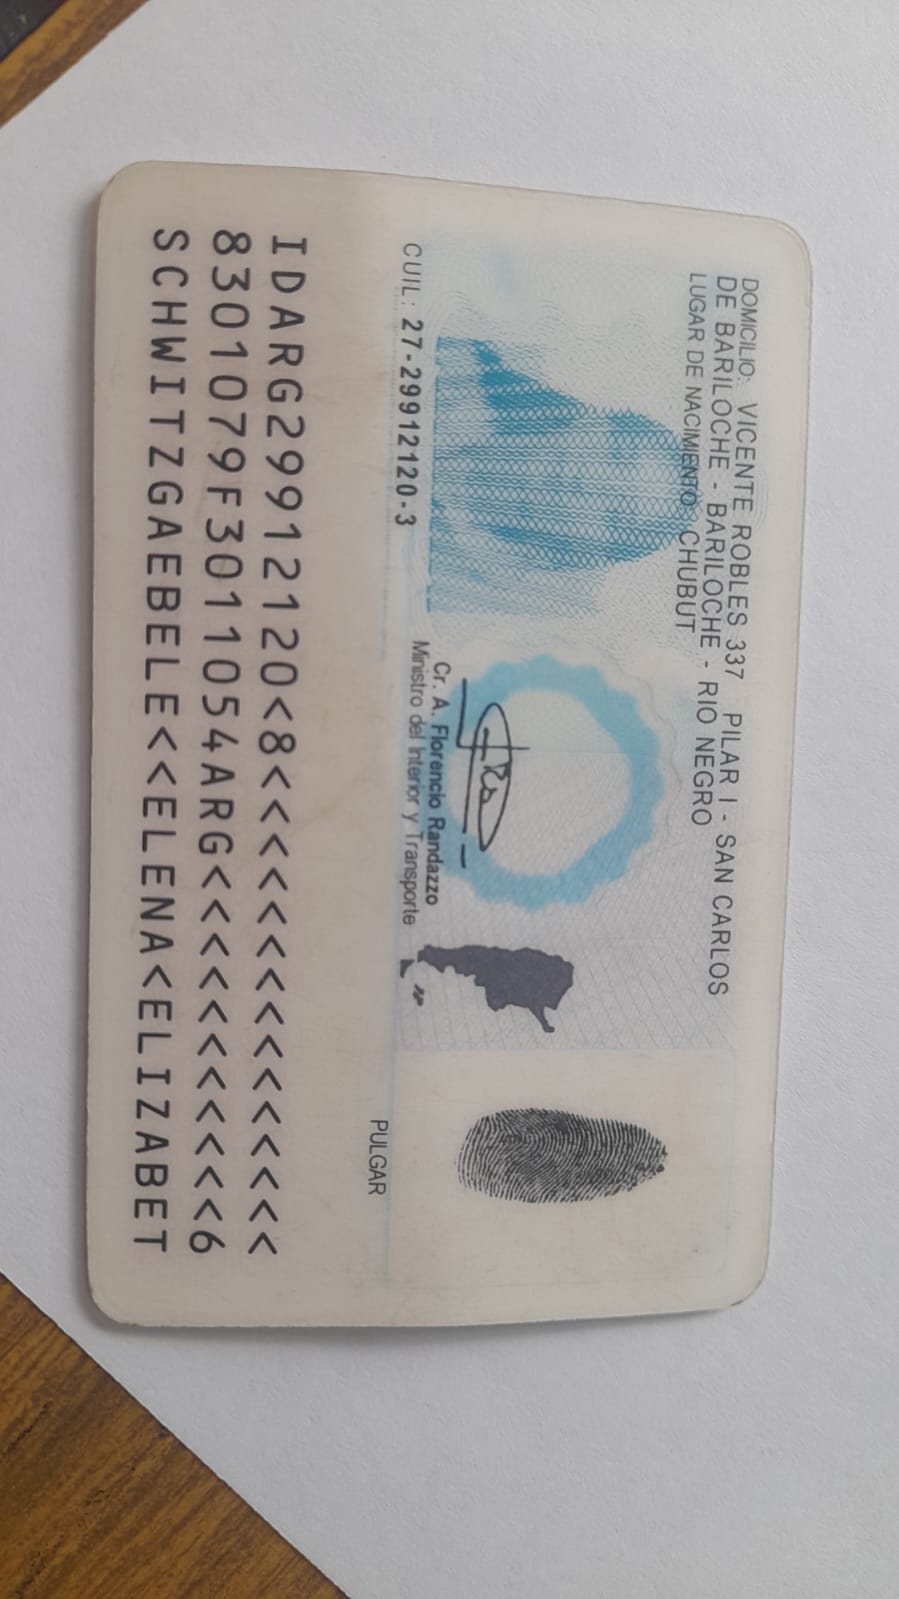 DOMICILIO: VICENTE ROBLES 337 PILAR I - SAN CARLOS
DE BARILOCHE - BARILOCHE - RIO NEGRO
LUGAR DE NACIMIENTO: CHUBUT
CUIL: 27-29912120-3
Cr. A. Florencio Randazzo
Ministro del Interior y Transporte
PULGAR
IDARG29912120<8<<<<<<<<<<<<<<<
8301079F3011054ARG<<<<<<<<<<<6
SCHWITZGAEBELE<<ELENA<ELIZABET